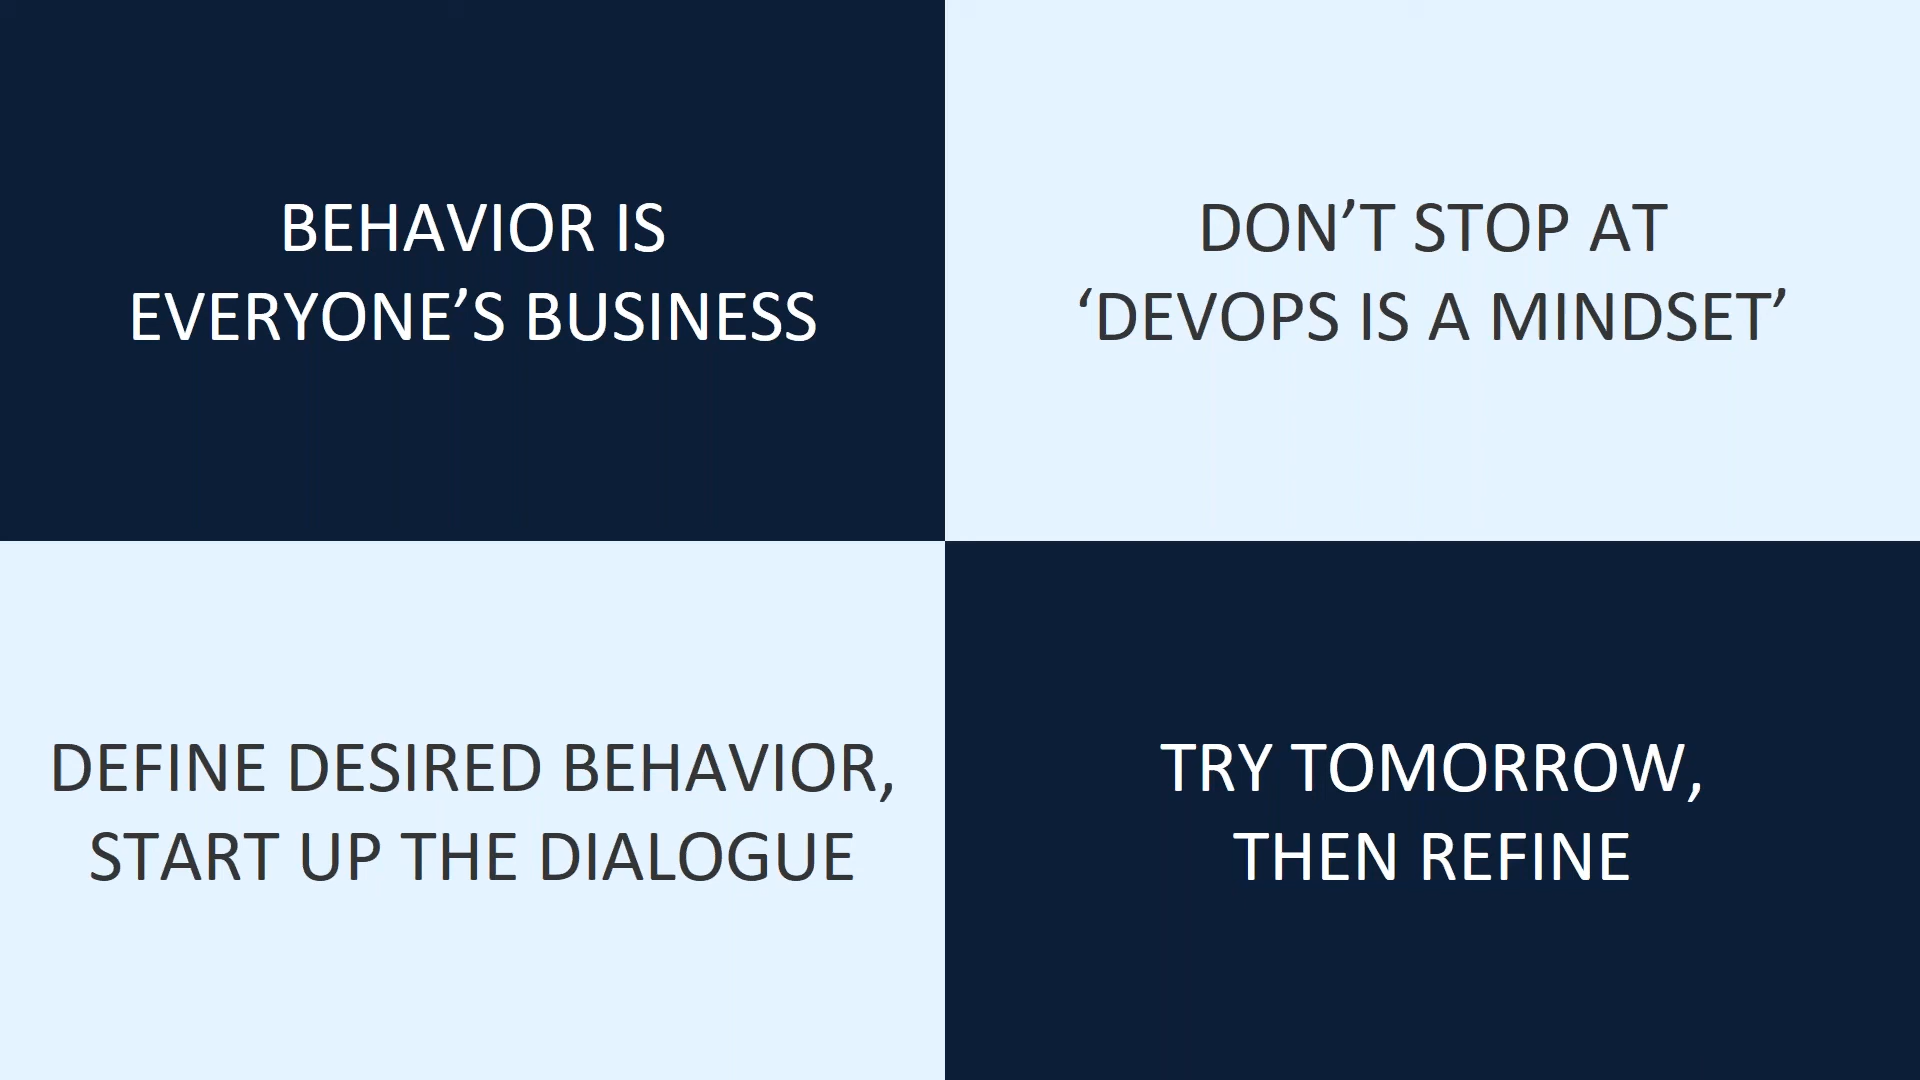 BEHAVIOR IS
EVERYONE’S BUSINESS
DON’T STOP AT
‘DEVOPS IS A MINDSET’
DEFINE DESIRED BEHAVIOR,
START UP THE DIALOGUE
TRY TOMORROW,
THEN REFINE